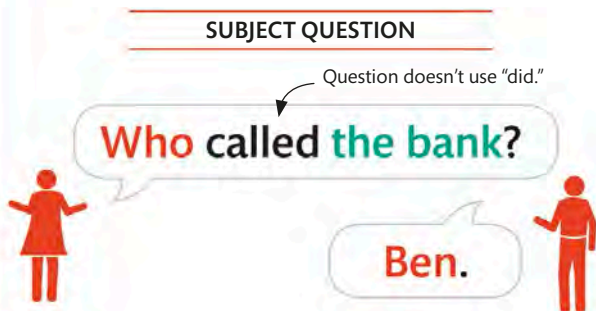 SUBJECT QUESTION
Question doesn’t use “did.”
Who called the bank?
Ben.